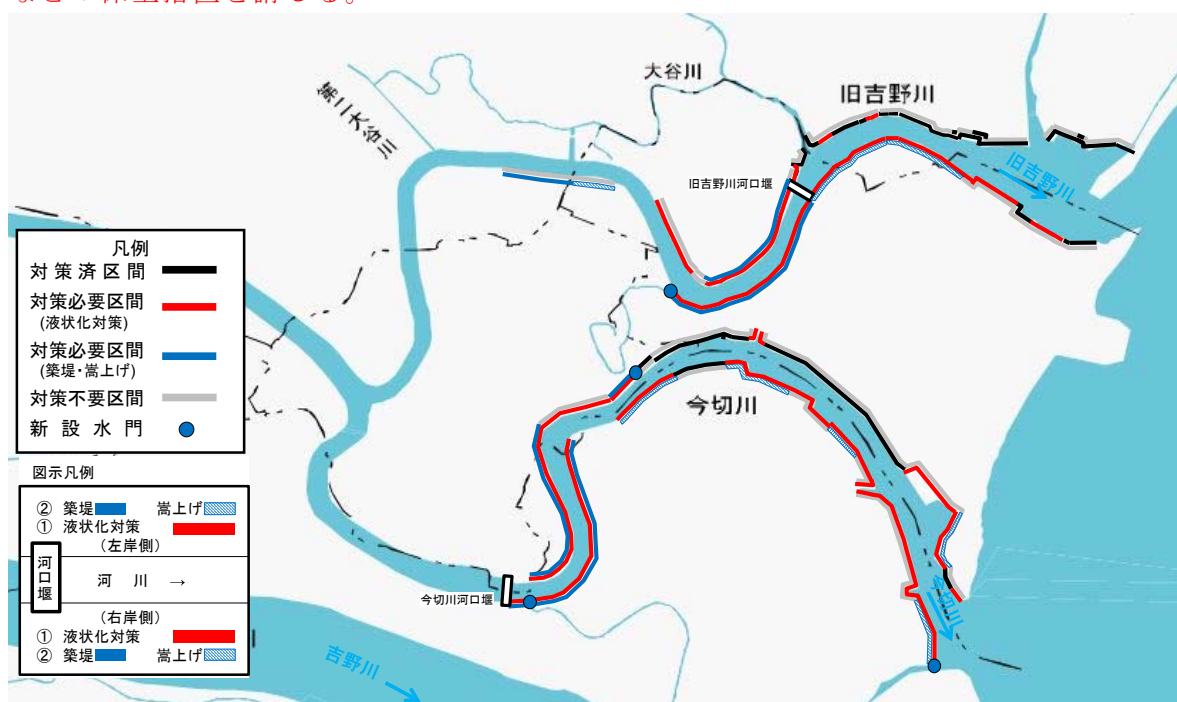 大谷川
旧吉野川
第二大谷川
旧吉野川河口堰
旧吉野川
凡例
対策済区間
対策必要区間
(液状化対策)
対策必要区間
(築堤・嵩上げ)
対策不要区間
新設水門
今切川
図示凡例
② 築堤 嵩上げ
① 液状化対策
(左岸側)
河口堰
河川 →
(右岸側)
① 液状化対策
② 築堤 嵩上げ
今切川河口堰
今切川
吉野川